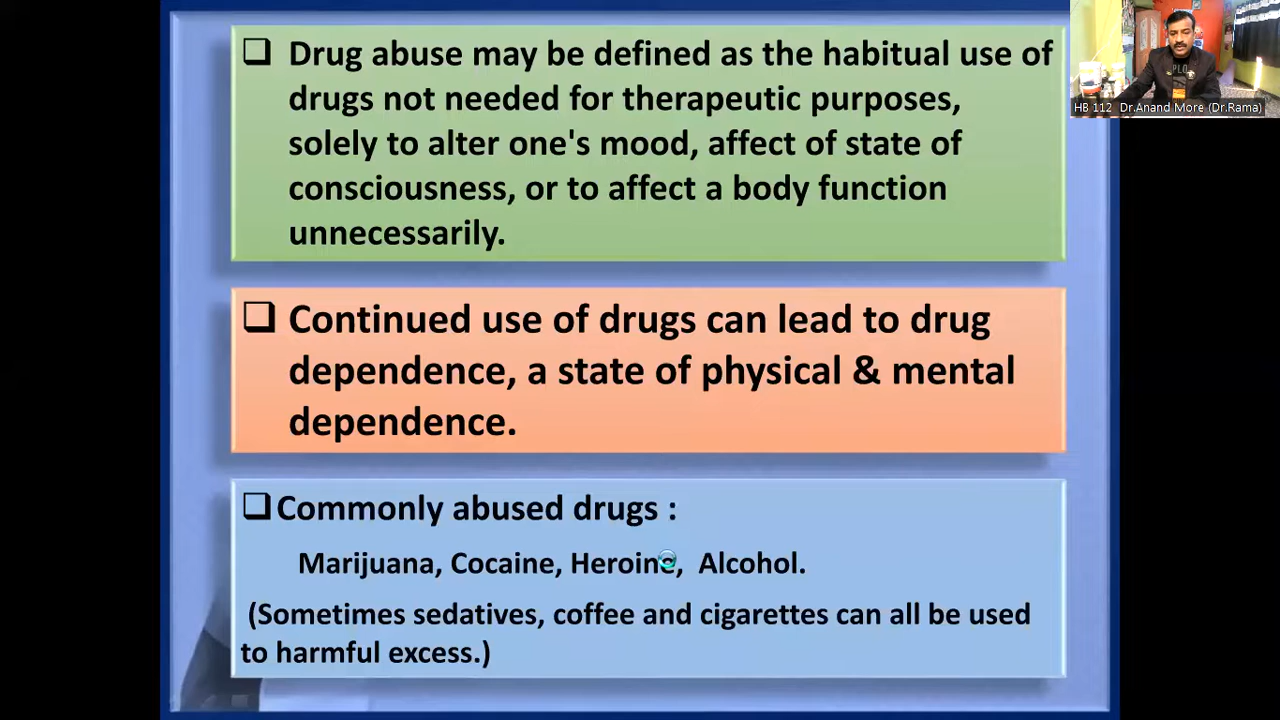 ❑ Drug abuse may be defined as the habitual use of
drugs not needed for therapeutic purposes,
solely to alter one's mood, affect of state of
consciousness, or to affect a body function
unnecessarily.
❑ Continued use of drugs can lead to drug
dependence, a state of physical & mental
dependence.
❑ Commonly abused drugs :
Marijuana, Cocaine, Heroine, Alcohol.
(Sometimes sedatives, coffee and cigarettes can all be used
to harmful excess.)
HB 112 Dr.Anand More (Dr.Rama)